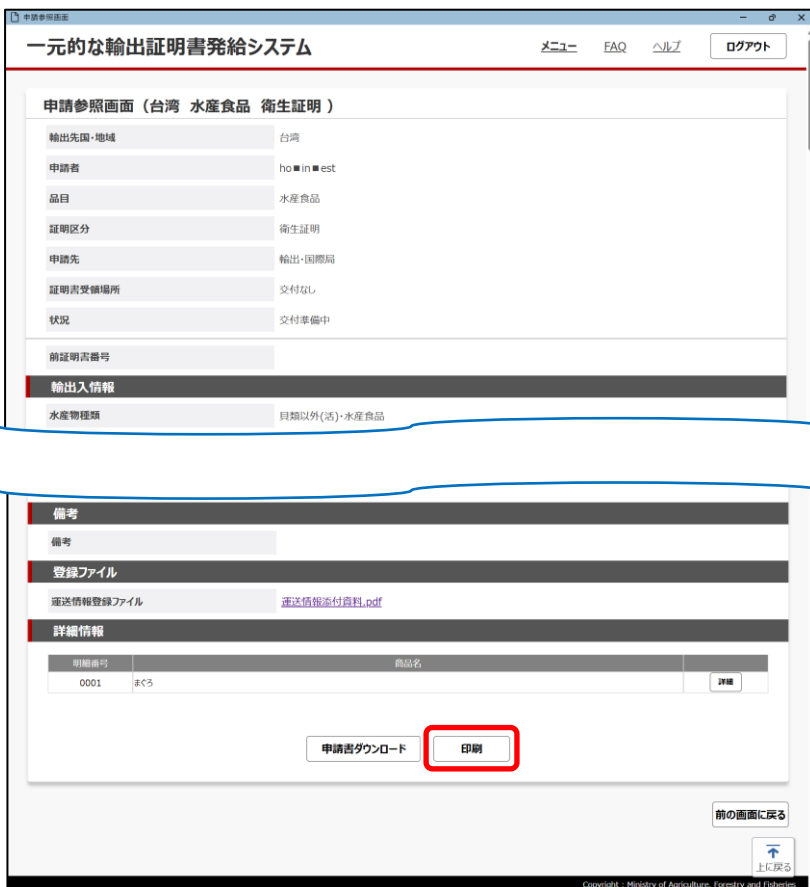 申請参照画面
一元的な輸出証明書発給システム
メニュー FAQ ヘルプ ログアウト
申請参照画面（台湾 水産食品 衛生証明 ）
輸出先国・地域 台湾
申請者 ho■in■est
品目 水産食品
証明区分 衛生証明
申請先 輸出・国際局
証明書受領場所 交付なし
状況 交付準備中
前証明書番号
輸出入情報
水産物種類 貝類以外(活)・水産食品
備考
備考
登録ファイル
運送情報登録ファイル 運送情報添付資料.pdf
詳細情報
明細番号 商品名
0001 まぐろ 詳細
申請書ダウンロード 印刷
前の画面に戻る
上に戻る
Copyright : Ministry of Agriculture, Forestry and Fisheries